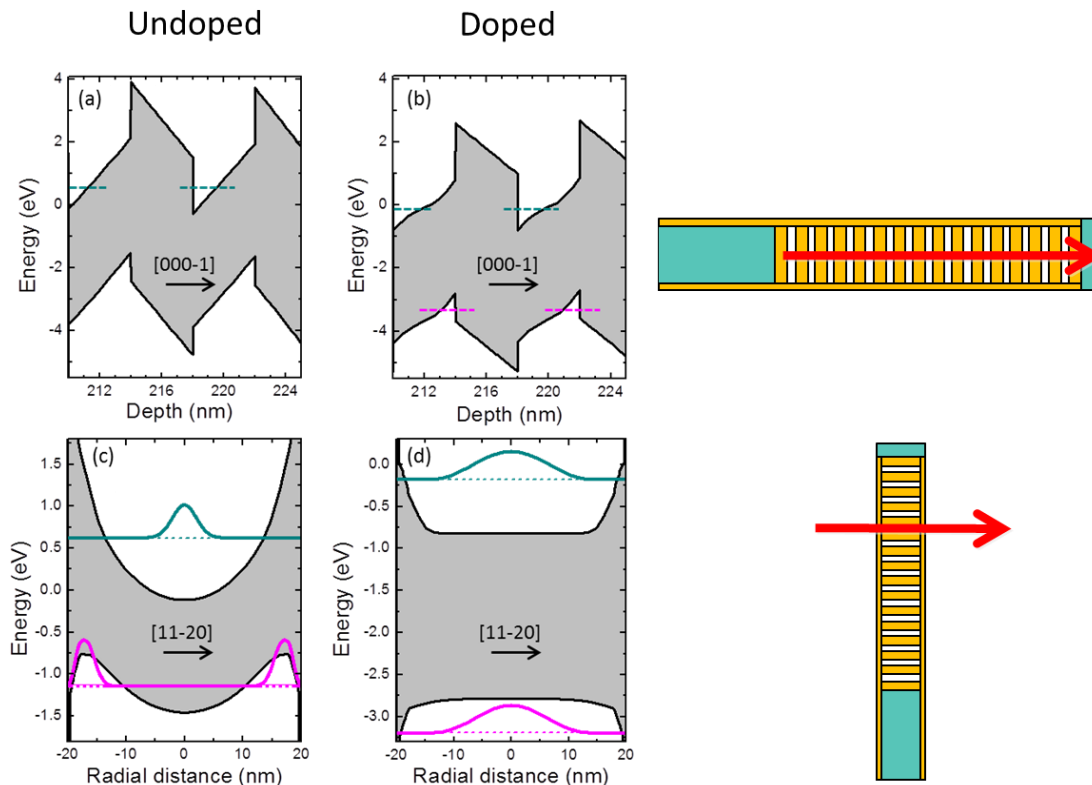 Undoped
Doped
(a)
4
2
0
-2
-4
Energy (eV)
[000-1]
212 216 220 224
Depth (nm)
(b)
4
2
0
-2
-4
Energy (eV)
[000-1]
212 216 220 224
Depth (nm)
(c)
1.5
1.0
0.5
0.0
-0.5
-1.0
-1.5
Energy (eV)
[11-20]
-20 -10 0 10 20
Radial distance (nm)
(d)
0.0
-0.5
-1.0
-1.5
-2.0
-2.5
-3.0
Energy (eV)
[11-20]
-20 -10 0 10 20
Radial distance (nm)